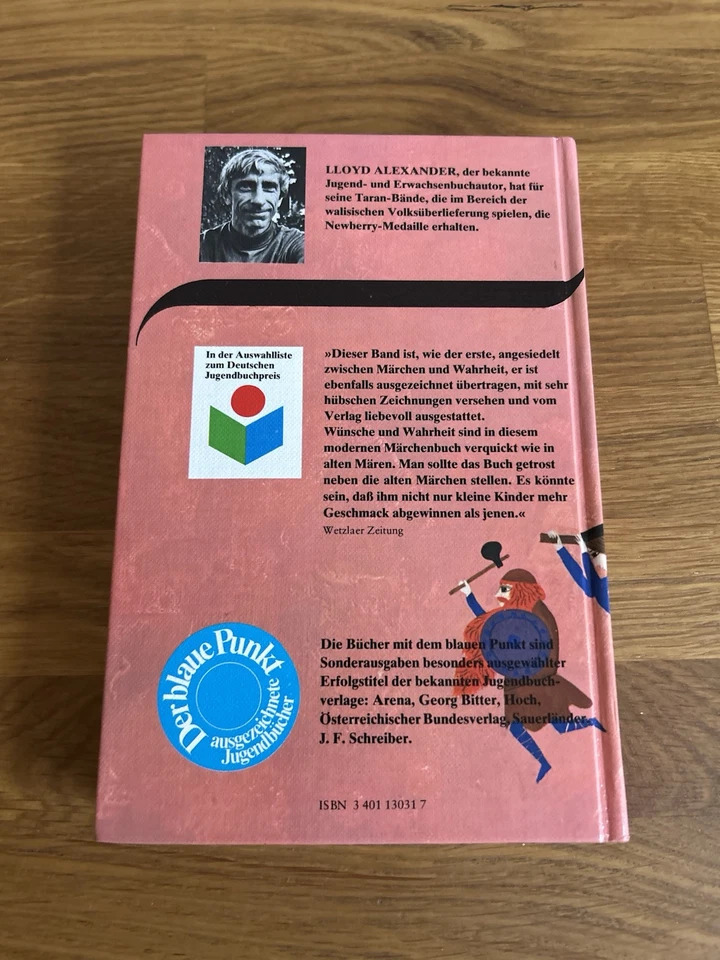 LLOYD ALEXANDER, der bekannte
Jugend- und Erwachsenbuchautor, hat für
seine Taran-Bände, die im Bereich der
walisischen Volksüberlieferung spielen, die
Newberry-Medaille erhalten.
In der Auswahlliste
zum Deutschen
Jugendbuchpreis
»Dieser Band ist, wie der erste, angesiedelt
zwischen Märchen und Wahrheit, er ist
ebenfalls ausgezeichnet übertragen, mit sehr
hübschen Zeichnungen versehen und vom
Verlag liebevoll ausgestattet.
Wünsche und Wahrheit sind in diesem
modernen Märchenbuch verquickt wie in
alten Mären. Man sollte das Buch getrost
neben die alten Märchen stellen. Es könnte
sein, daß ihm nicht nur kleine Kinder mehr
Geschmack abgewinnen als jenen.«
Wetzlaer Zeitung
Der blaue Punkt
ausgezeichnete
Jugendbücher
Die Bücher mit dem blauen Punkt sind
Sonderausgaben besonders ausgewählter
Erfolgstitel der bekannten Jugendbuch-
verlage: Arena, Georg Bitter, Hoch,
Österreichischer Bundesverlag, Sauerländer,
J. F. Schreiber.
ISBN 3 401 13031 7